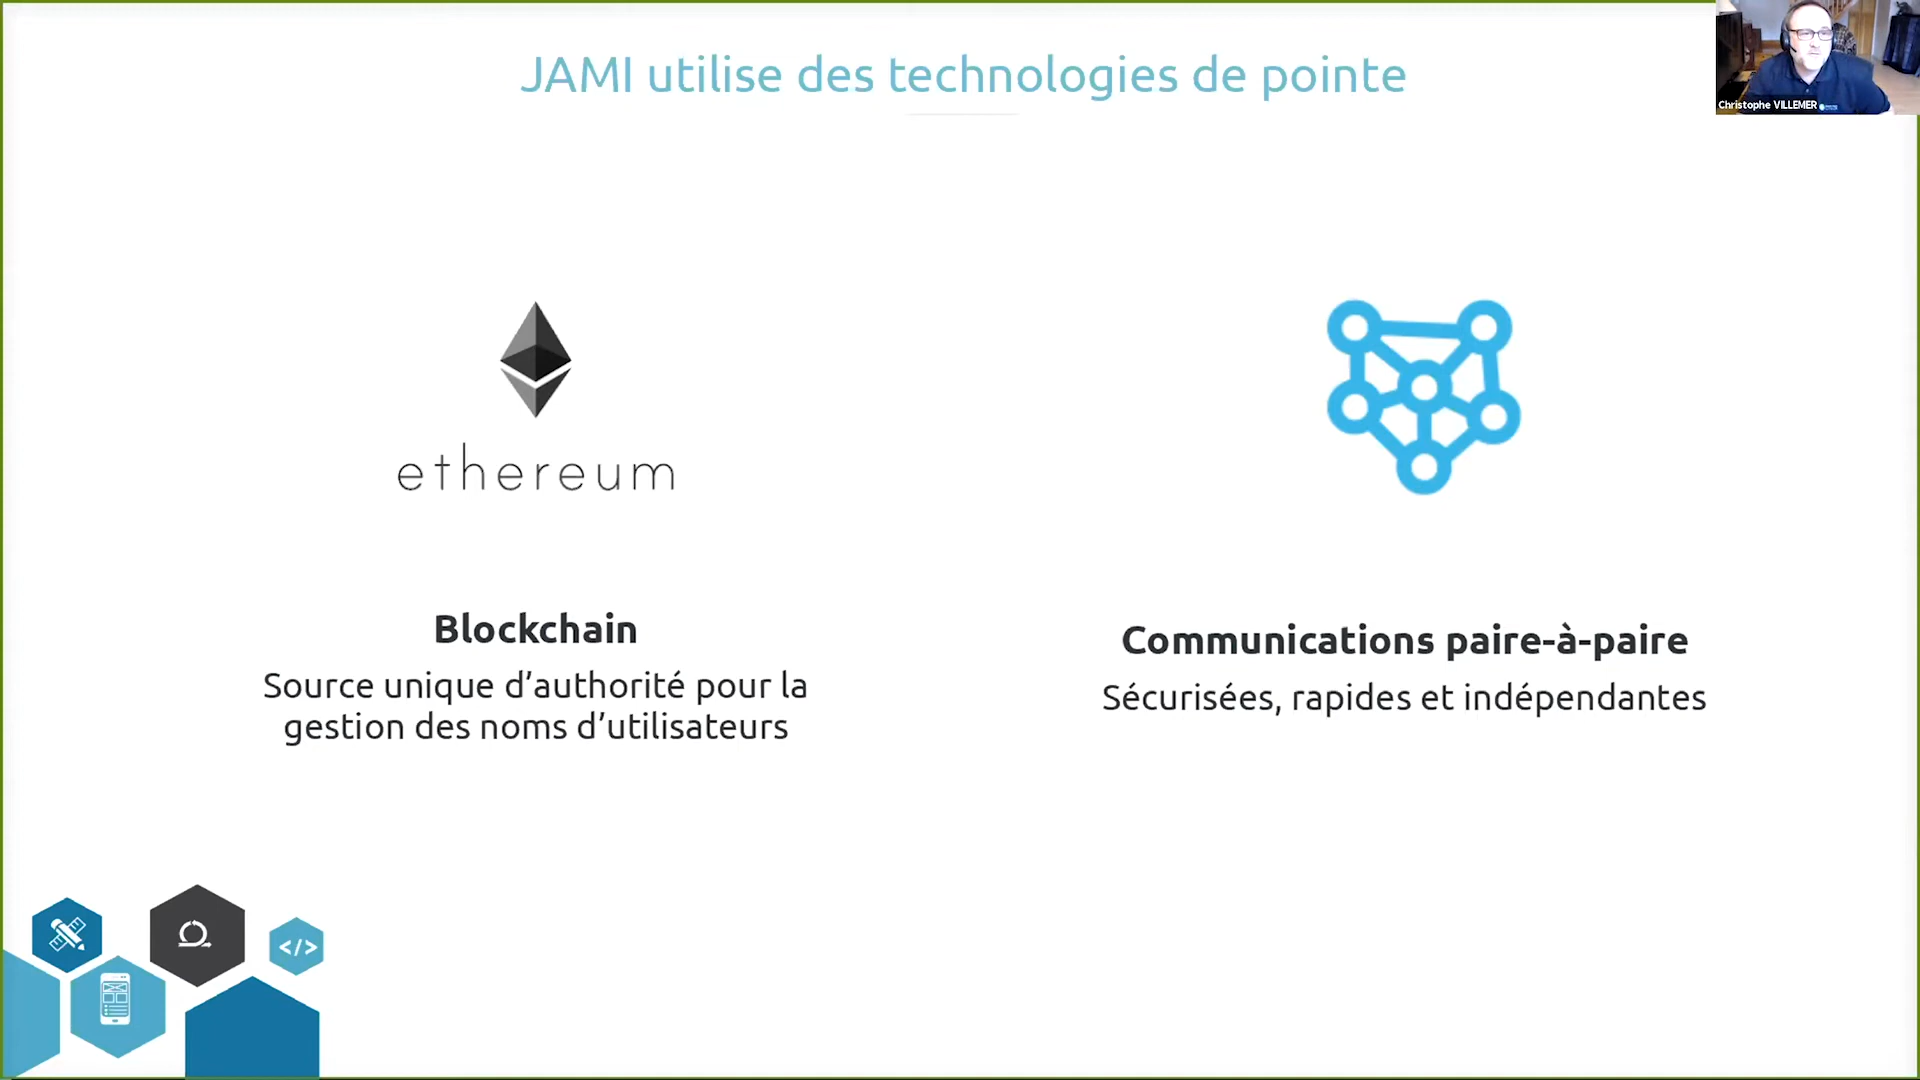 JAMI utilise des technologies de pointe
Christophe VILLEMER
ethereum
Blockchain
Source unique d’authorité pour la
gestion des noms d’utilisateurs
Communications paire-à-paire
Sécurisées, rapides et indépendantes
</>